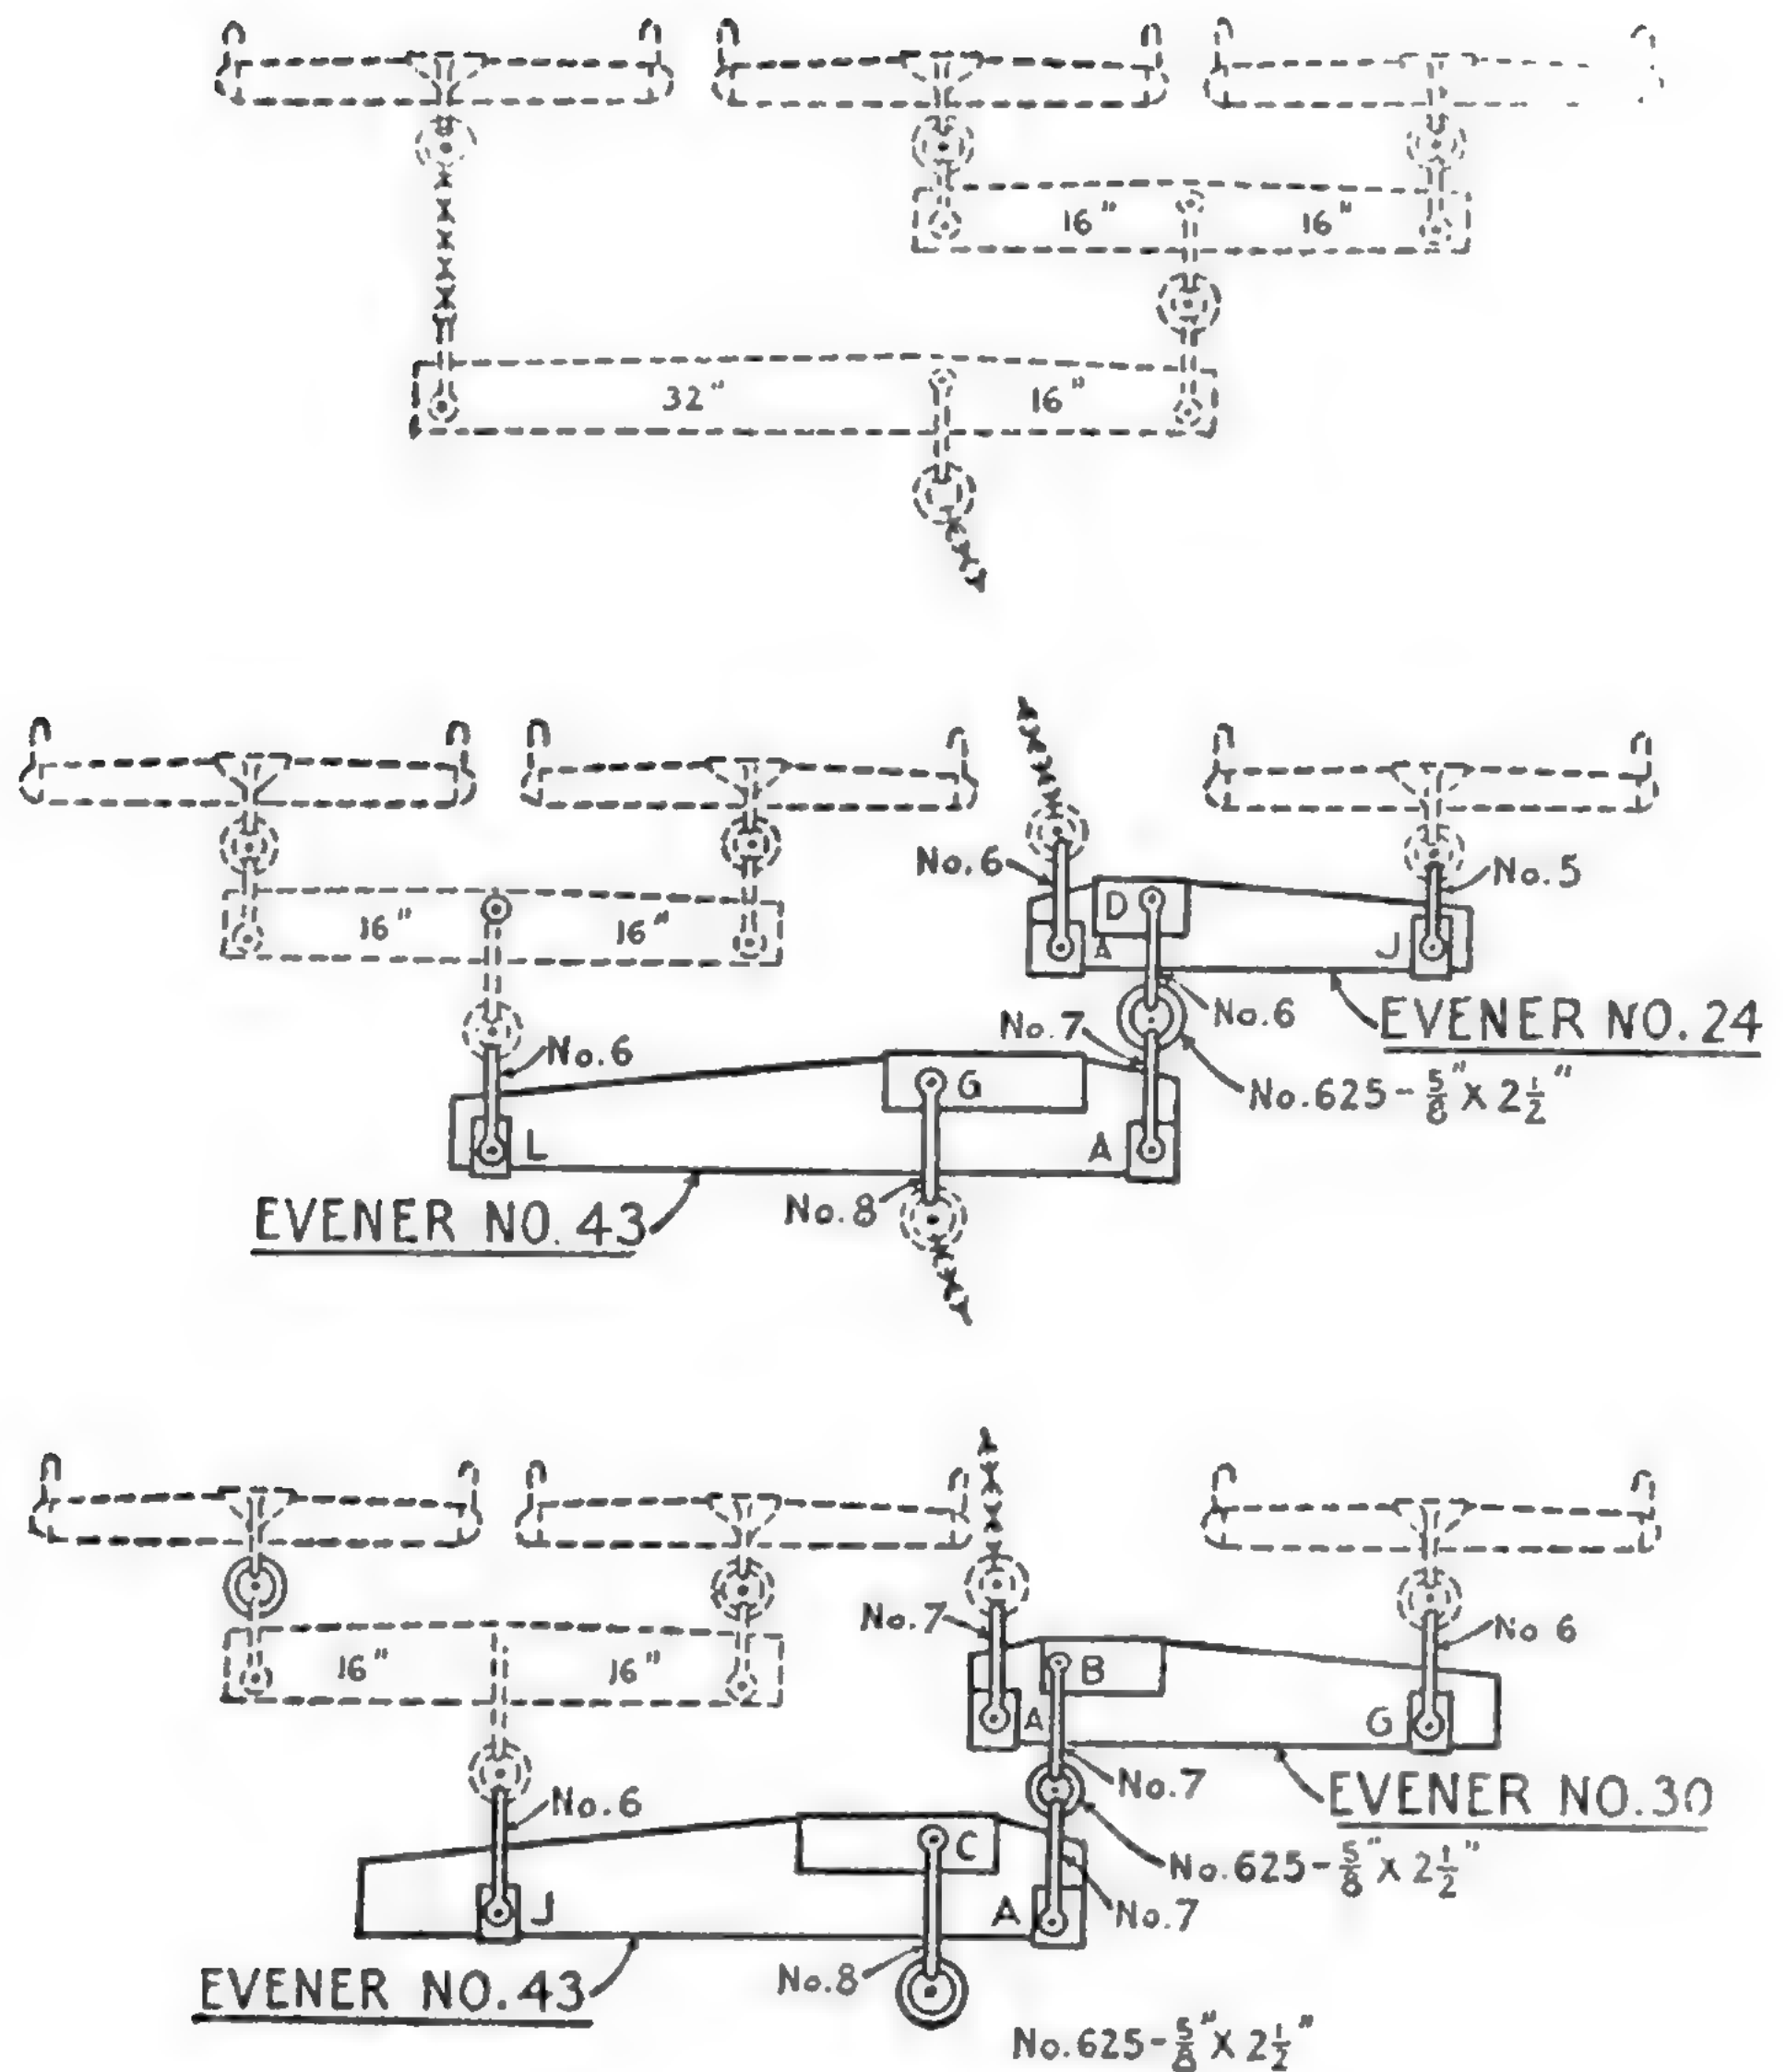 16" 16"
32" 16"
No.6 No.5
D
16" 16" A J
No.7 No.6 EVENER NO.24
No.6
G No.625-5/8"X2 1/2"
L A
EVENER NO.43 No.8
No.7 No 6
B
16" 16" A G
No.7 EVENER NO.30
No.6
C No.625-5/8"X2 1/2"
J A No.7
EVENER NO.43 No.8
No.625-5/8"X2 1/2"